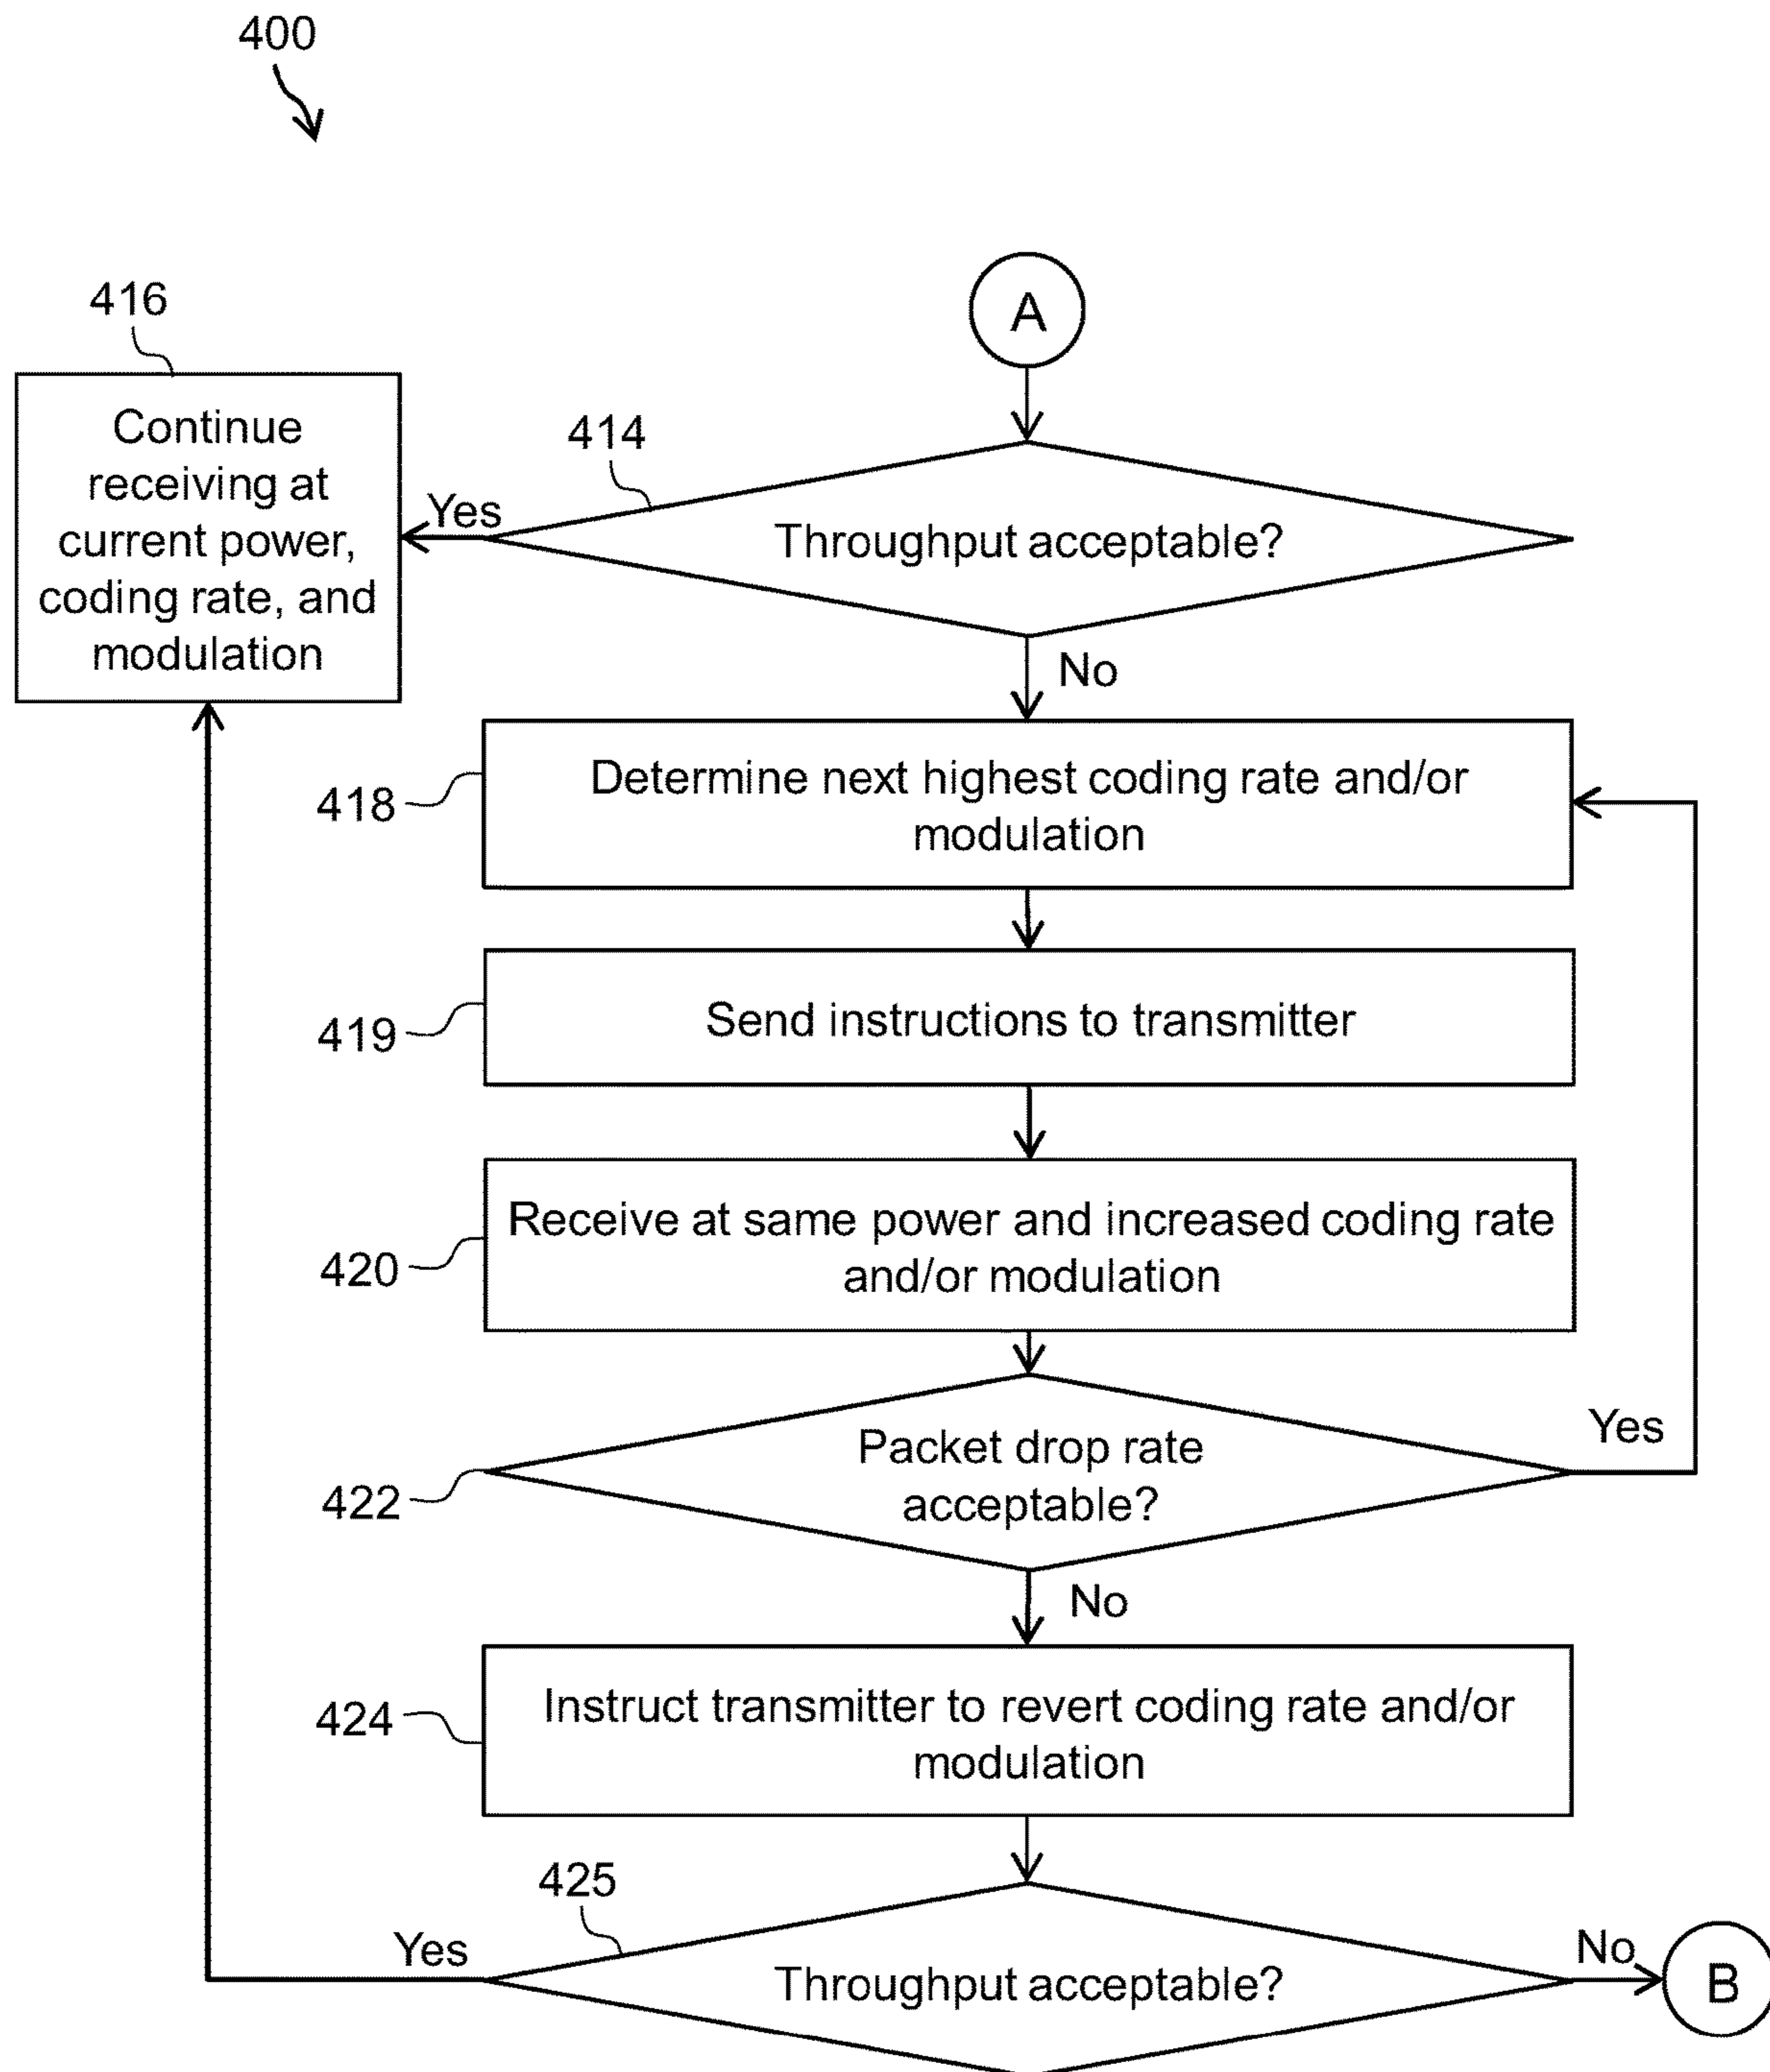 400
A
416
Continue
receiving at
current power,
coding rate, and
modulation
414
Yes
Throughput acceptable?
No
418
Determine next highest coding rate and/or
modulation
419
Send instructions to transmitter
420
Receive at same power and increased coding rate
and/or modulation
422
Packet drop rate
acceptable?
Yes
No
424
Instruct transmitter to revert coding rate and/or
modulation
425
Yes
Throughput acceptable?
No
B